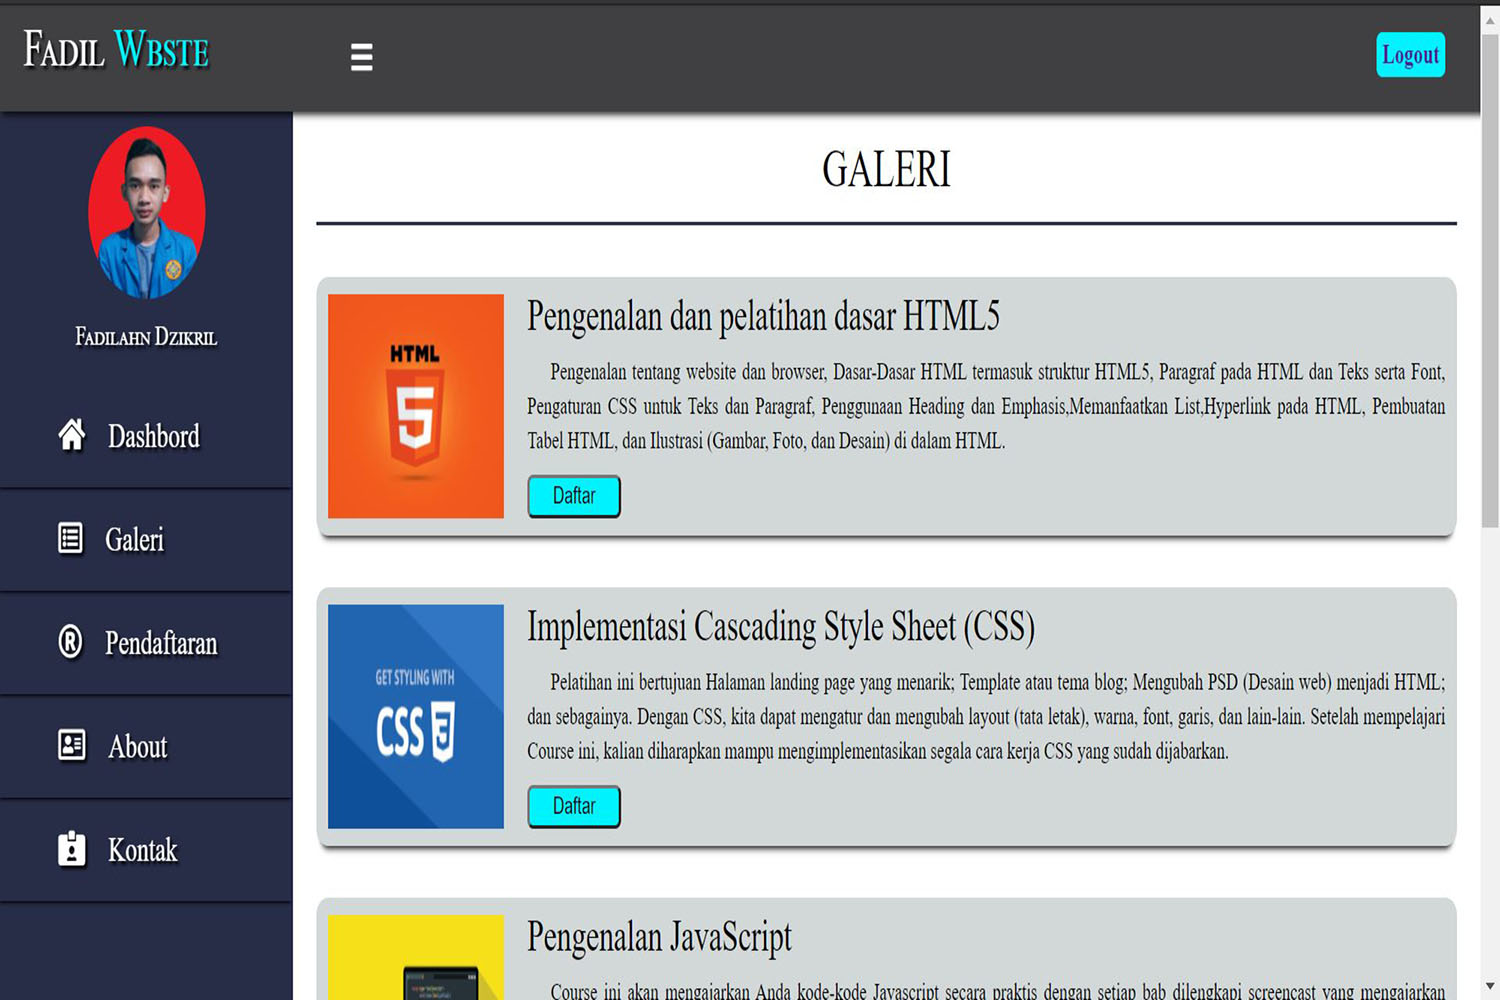 Fadil Wbste
Logout
Fadilahn Dzikril
Dashbord
Galeri
Pendaftaran
About
Kontak
GALERI
HTML
5
Pengenalan dan pelatihan dasar HTML5
Pengenalan tentang website dan browser, Dasar-Dasar HTML termasuk struktur HTML5, Paragraf pada HTML dan Teks serta Font,
Pengaturan CSS untuk Teks dan Paragraf, Penggunaan Heading dan Emphasis,Memanfaatkan List,Hyperlink pada HTML, Pembuatan
Tabel HTML, dan Ilustrasi (Gambar, Foto, dan Desain) di dalam HTML.
Daftar
GET STYLING WITH
CSS 3
Implementasi Cascading Style Sheet (CSS)
Pelatihan ini bertujuan Halaman landing page yang menarik; Template atau tema blog; Mengubah PSD (Desain web) menjadi HTML;
dan sebagainya. Dengan CSS, kita dapat mengatur dan mengubah layout (tata letak), warna, font, garis, dan lain-lain. Setelah mempelajari
Course ini, kalian diharapkan mampu mengimplementasikan segala cara kerja CSS yang sudah dijabarkan.
Daftar
Pengenalan JavaScript
Course ini akan mengajarkan Anda kode-kode Javascript secara praktis dengan setiap bab dilengkapi screencast yang mengajarkan